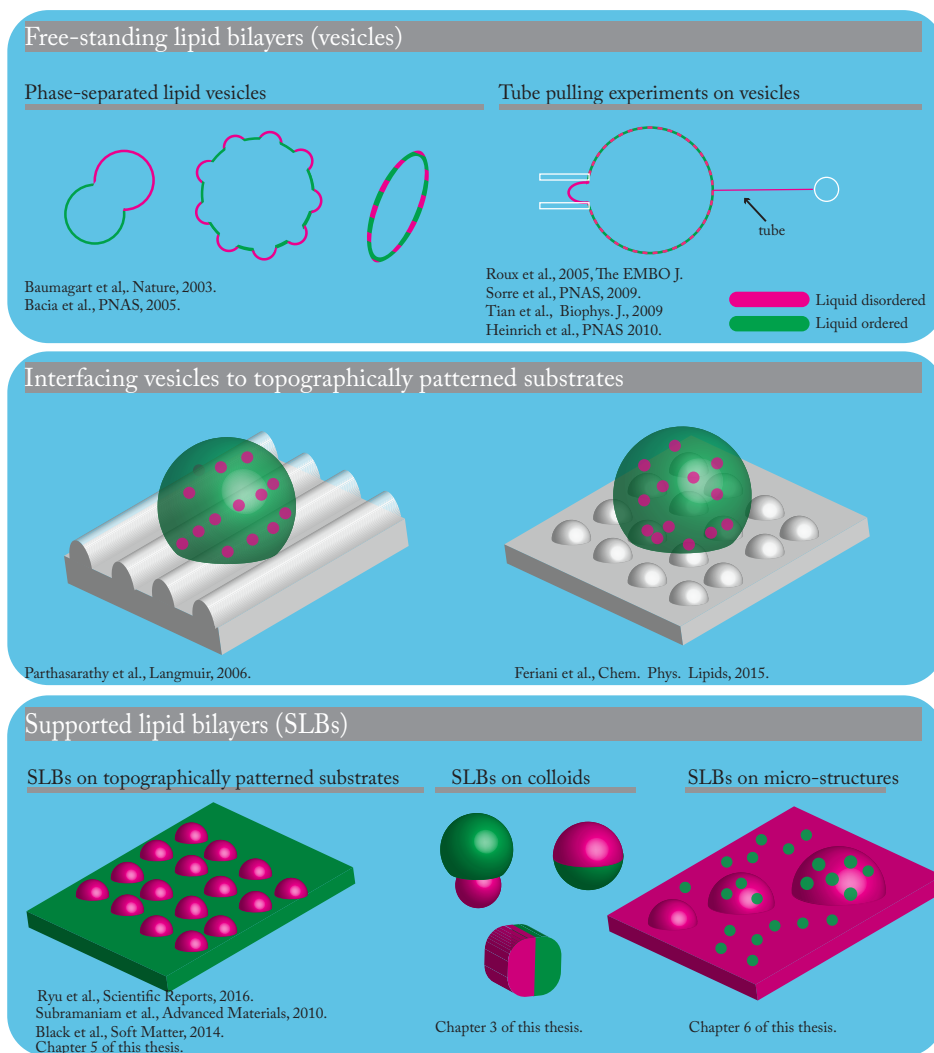 Free-standing lipid bilayers (vesicles)
Phase-separated lipid vesicles
Tube pulling experiments on vesicles
tube
Baumagart et al,. Nature, 2003.
Bacia et al., PNAS, 2005.
Roux et al., 2005, The EMBO J.
Sorre et al., PNAS, 2009.
Tian et al., Biophys. J., 2009
Heinrich et al., PNAS 2010.
Liquid disordered
Liquid ordered
Interfacing vesicles to topographically patterned substrates
Parthasarathy et al., Langmuir, 2006.
Feriani et al., Chem. Phys. Lipids, 2015.
Supported lipid bilayers (SLBs)
SLBs on topographically patterned substrates
SLBs on colloids
SLBs on micro-structures
Ryu et al., Scientific Reports, 2016.
Subramaniam et al., Advanced Materials, 2010.
Black et al., Soft Matter, 2014.
Chapter 5 of this thesis.
Chapter 3 of this thesis.
Chapter 6 of this thesis.